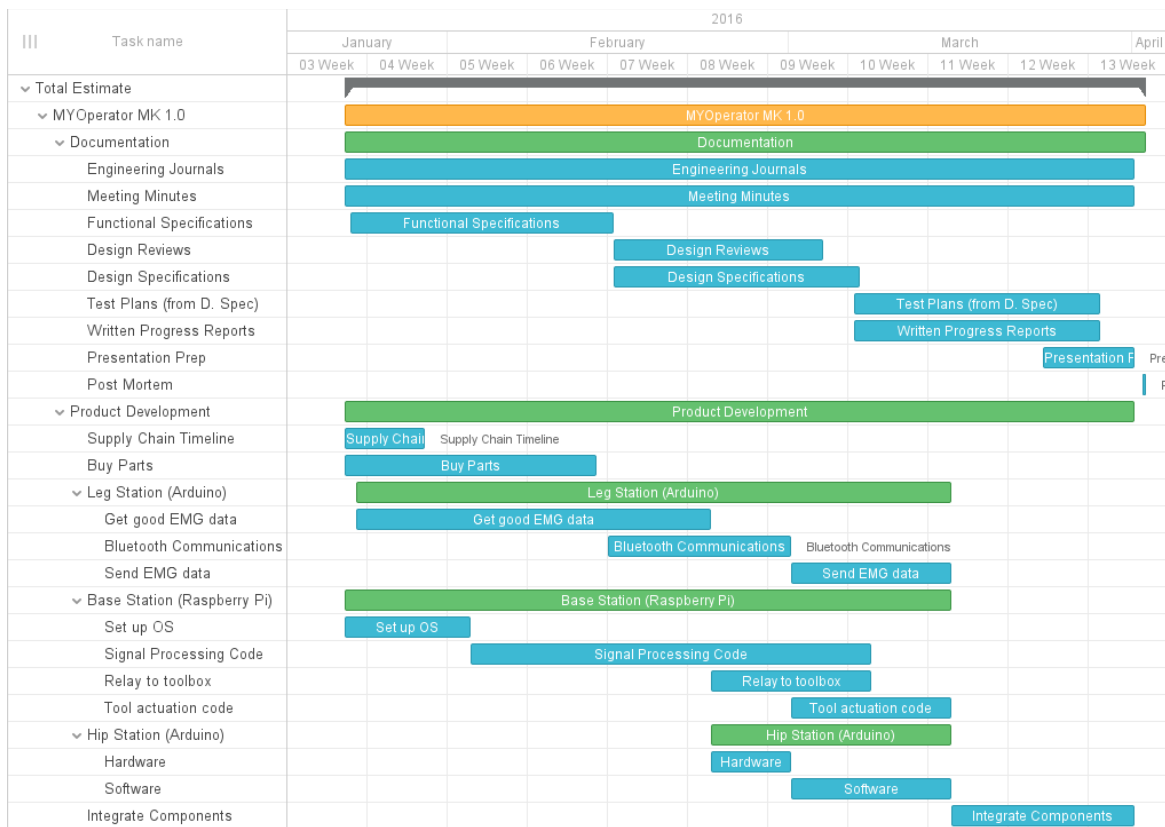 2016
Task name
January February March April
03 Week 04 Week 05 Week 06 Week 07 Week 08 Week 09 Week 10 Week 11 Week 12 Week 13 Week
Total Estimate
MYOperator MK 1.0 MYOperator MK 1.0
Documentation Documentation
Engineering Journals Engineering Journals
Meeting Minutes Meeting Minutes
Functional Specifications Functional Specifications
Design Reviews Design Reviews
Design Specifications Design Specifications
Test Plans (from D. Spec) Test Plans (from D. Spec)
Written Progress Reports Written Progress Reports
Presentation Prep Presentation P Pre
Post Mortem
Product Development Product Development
Supply Chain Timeline Supply Chain Supply Chain Timeline
Buy Parts Buy Parts
Leg Station (Arduino) Leg Station (Arduino)
Get good EMG data Get good EMG data
Bluetooth Communications Bluetooth Communications Bluetooth Communications
Send EMG data Send EMG data
Base Station (Raspberry Pi) Base Station (Raspberry Pi)
Set up OS Set up OS
Signal Processing Code Signal Processing Code
Relay to toolbox Relay to toolbox
Tool actuation code Tool actuation code
Hip Station (Arduino) Hip Station (Arduino)
Hardware Hardware
Software Software
Integrate Components Integrate Components